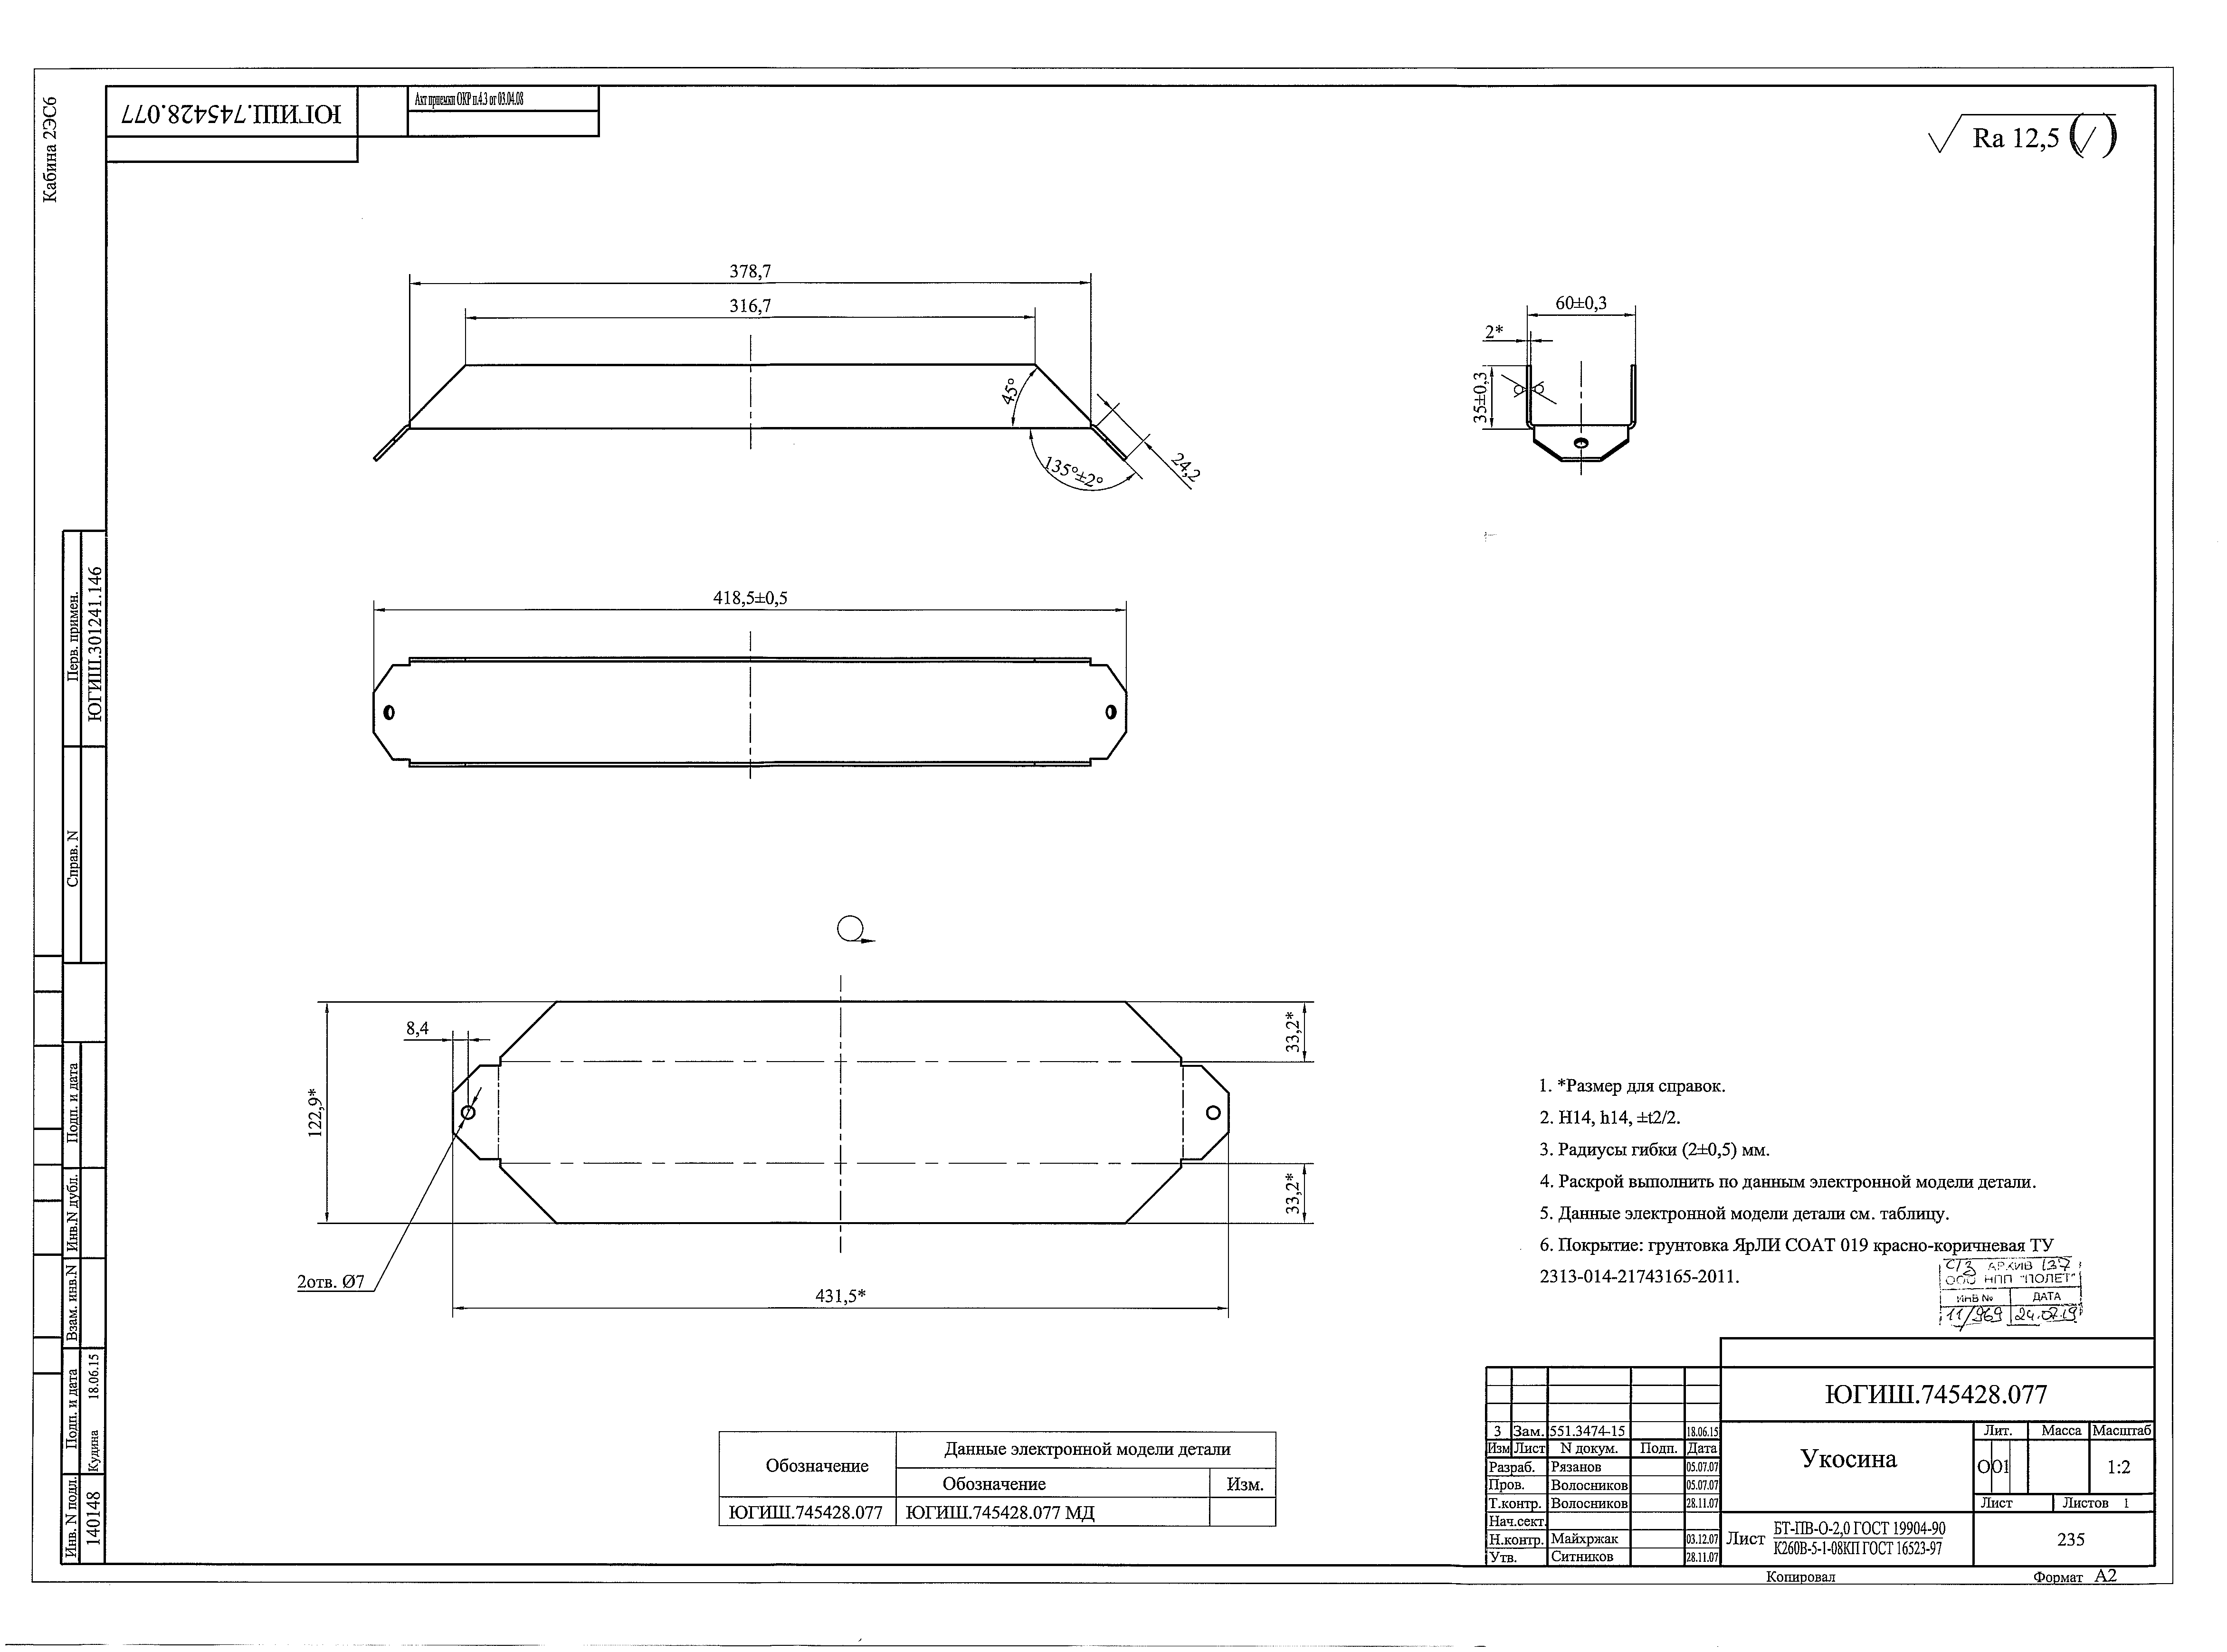 Кабина 2ЭС6
ЮГИШ.745428.077
Акт приемки ОКР п.4.3 от 03.04.08
Ra 12,5
378,7
316,7
45°
135°±2°
24,2
60±0,3
2*
35±0,3
418,5±0,5
8,4
122,9*
33,2*
33,2*
2отв. Ø7
431,5*
1. *Размер для справок.
2. H14, h14, ±t2/2.
3. Радиусы гибки (2±0,5) мм.
4. Раскрой выполнить по данным электронной модели детали.
5. Данные электронной модели детали см. таблицу.
6. Покрытие: грунтовка ЯрЛИ СОАТ 019 красно-коричневая ТУ
2313-014-21743165-2011.
СГЗ АРХИВ 137
ООО НПП "ПОЛЕТ"
ИНВ № ДАТА
11/969 24.07.19
Обозначение
Данные электронной модели детали
Обозначение Изм.
ЮГИШ.745428.077 ЮГИШ.745428.077 МД
ЮГИШ.745428.077
3 Зам. 551.3474-15 18.06.15
Изм Лист N докум. Подп. Дата
Разраб. Рязанов 05.07.07
Пров. Волосников 05.07.07
Т.контр. Волосников 28.11.07
Нач.сект.
Н.контр. Майхржак 03.12.07
Утв. Ситников 28.11.07
Укосина
Лит. Масса Масштаб
О О1 1:2
Лист Листов 1
Лист БТ-ПВ-О-2,0 ГОСТ 19904-90
К260В-5-1-08КП ГОСТ 16523-97
235
Копировал Формат А2
Перв. примен.
ЮГИШ.301241.146
Справ. N
Подп. и дата
Инв.N дубл.
Взам. инв.N
Подп. и дата
Кудина 18.06.15
Инв. N подл.
140148